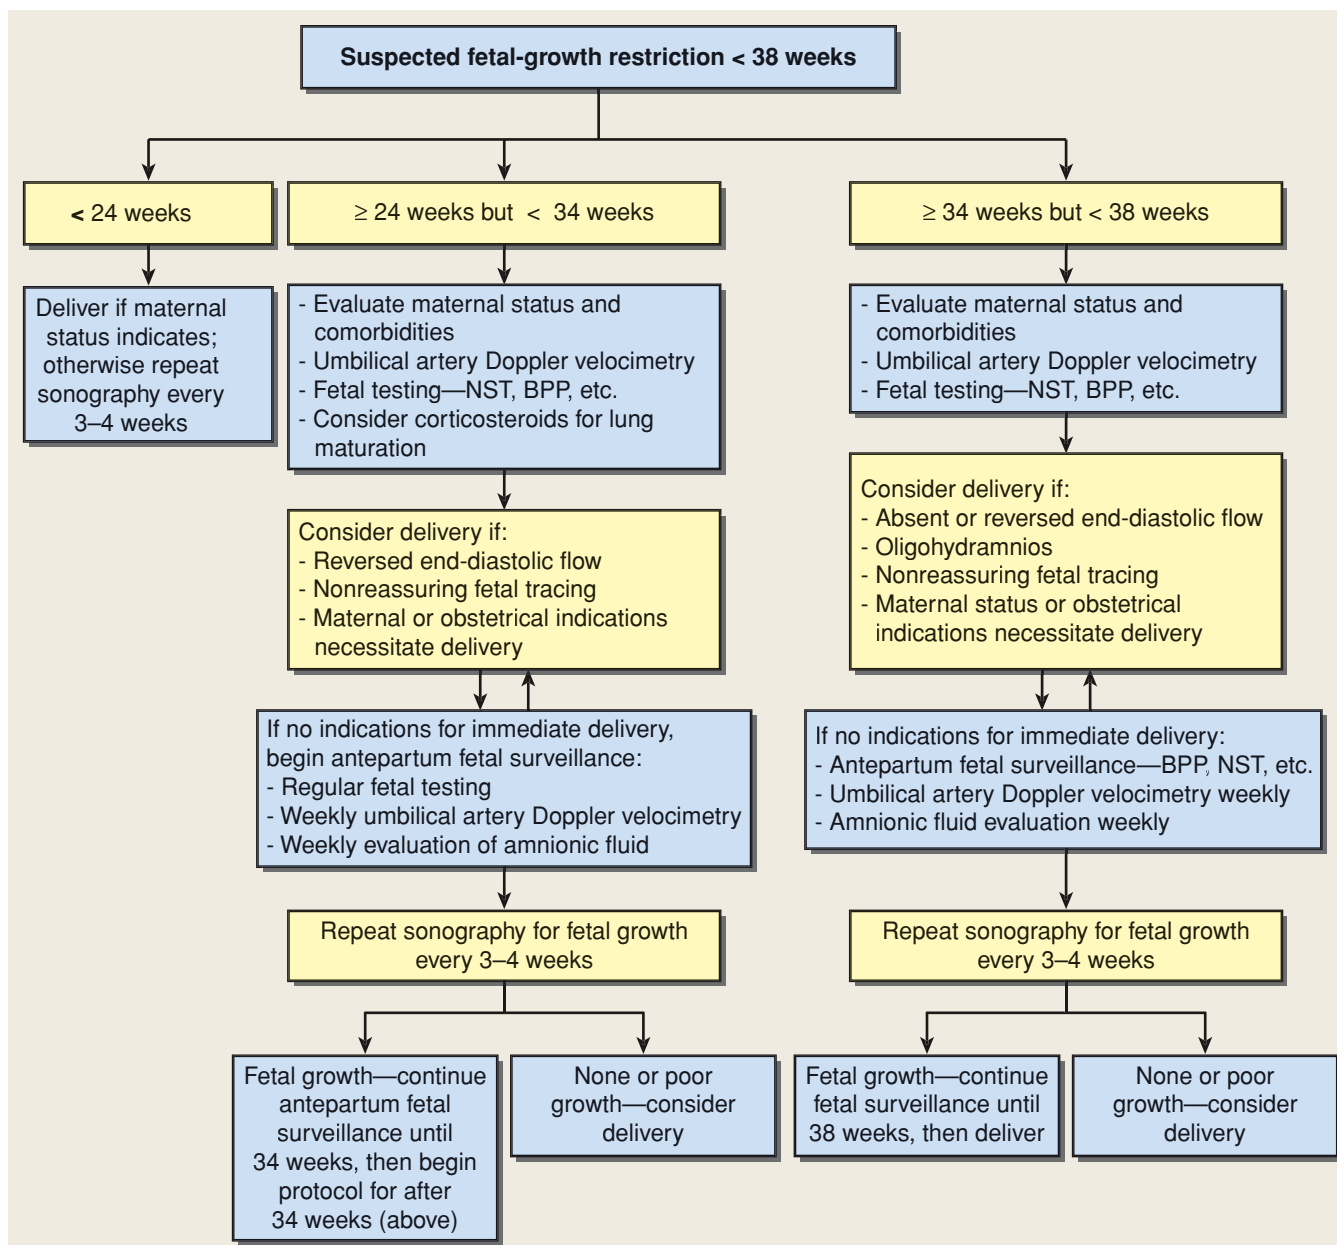 Suspected fetal-growth restriction < 38 weeks
< 24 weeks
Deliver if maternal
status indicates;
otherwise repeat
sonography every
3–4 weeks
≥ 24 weeks but < 34 weeks
- Evaluate maternal status and
comorbidities
- Umbilical artery Doppler velocimetry
- Fetal testing—NST, BPP, etc.
- Consider corticosteroids for lung
maturation
Consider delivery if:
- Reversed end-diastolic flow
- Nonreassuring fetal tracing
- Maternal or obstetrical indications
necessitate delivery
If no indications for immediate delivery,
begin antepartum fetal surveillance:
- Regular fetal testing
- Weekly umbilical artery Doppler velocimetry
- Weekly evaluation of amnionic fluid
Repeat sonography for fetal growth
every 3–4 weeks
Fetal growth—continue
antepartum fetal
surveillance until
34 weeks, then begin
protocol for after
34 weeks (above)
None or poor
growth—consider
delivery
≥ 34 weeks but < 38 weeks
- Evaluate maternal status and
comorbidities
- Umbilical artery Doppler velocimetry
- Fetal testing—NST, BPP, etc.
Consider delivery if:
- Absent or reversed end-diastolic flow
- Oligohydramnios
- Nonreassuring fetal tracing
- Maternal status or obstetrical
indications necessitate delivery
If no indications for immediate delivery:
- Antepartum fetal surveillance—BPP, NST, etc.
- Umbilical artery Doppler velocimetry weekly
- Amnionic fluid evaluation weekly
Repeat sonography for fetal growth
every 3–4 weeks
Fetal growth—continue
fetal surveillance until
38 weeks, then deliver
None or poor
growth—consider
delivery